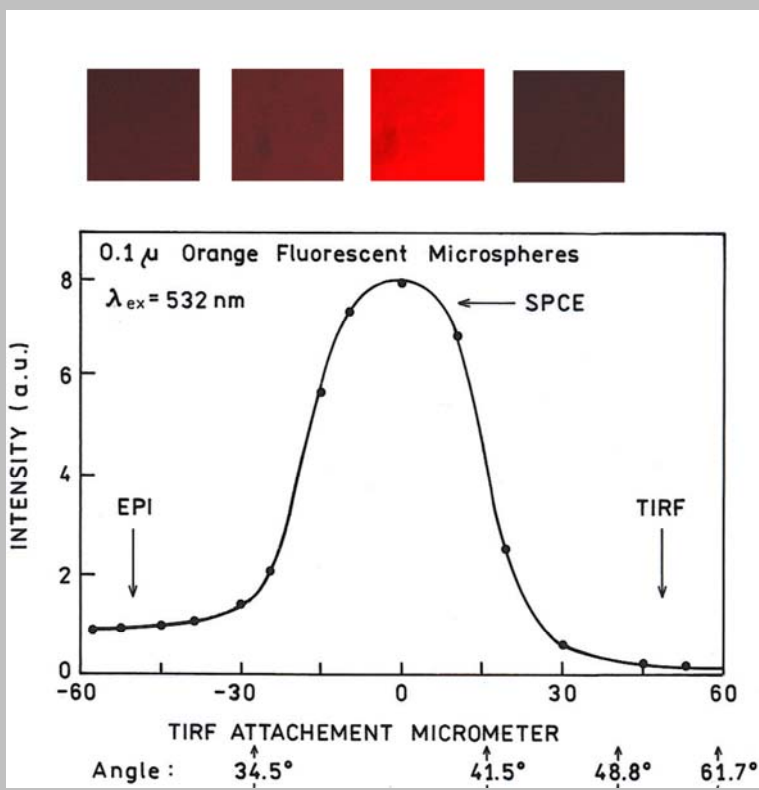 0.1 μ Orange Fluorescent Microspheres
λex = 532 nm
SPCE
EPI
TIRF
INTENSITY (a.u.)
8
6
4
2
0
-60 -30 0 30 60
TIRF ATTACHEMENT MICROMETER
Angle: 34.5° 41.5° 48.8° 61.7°